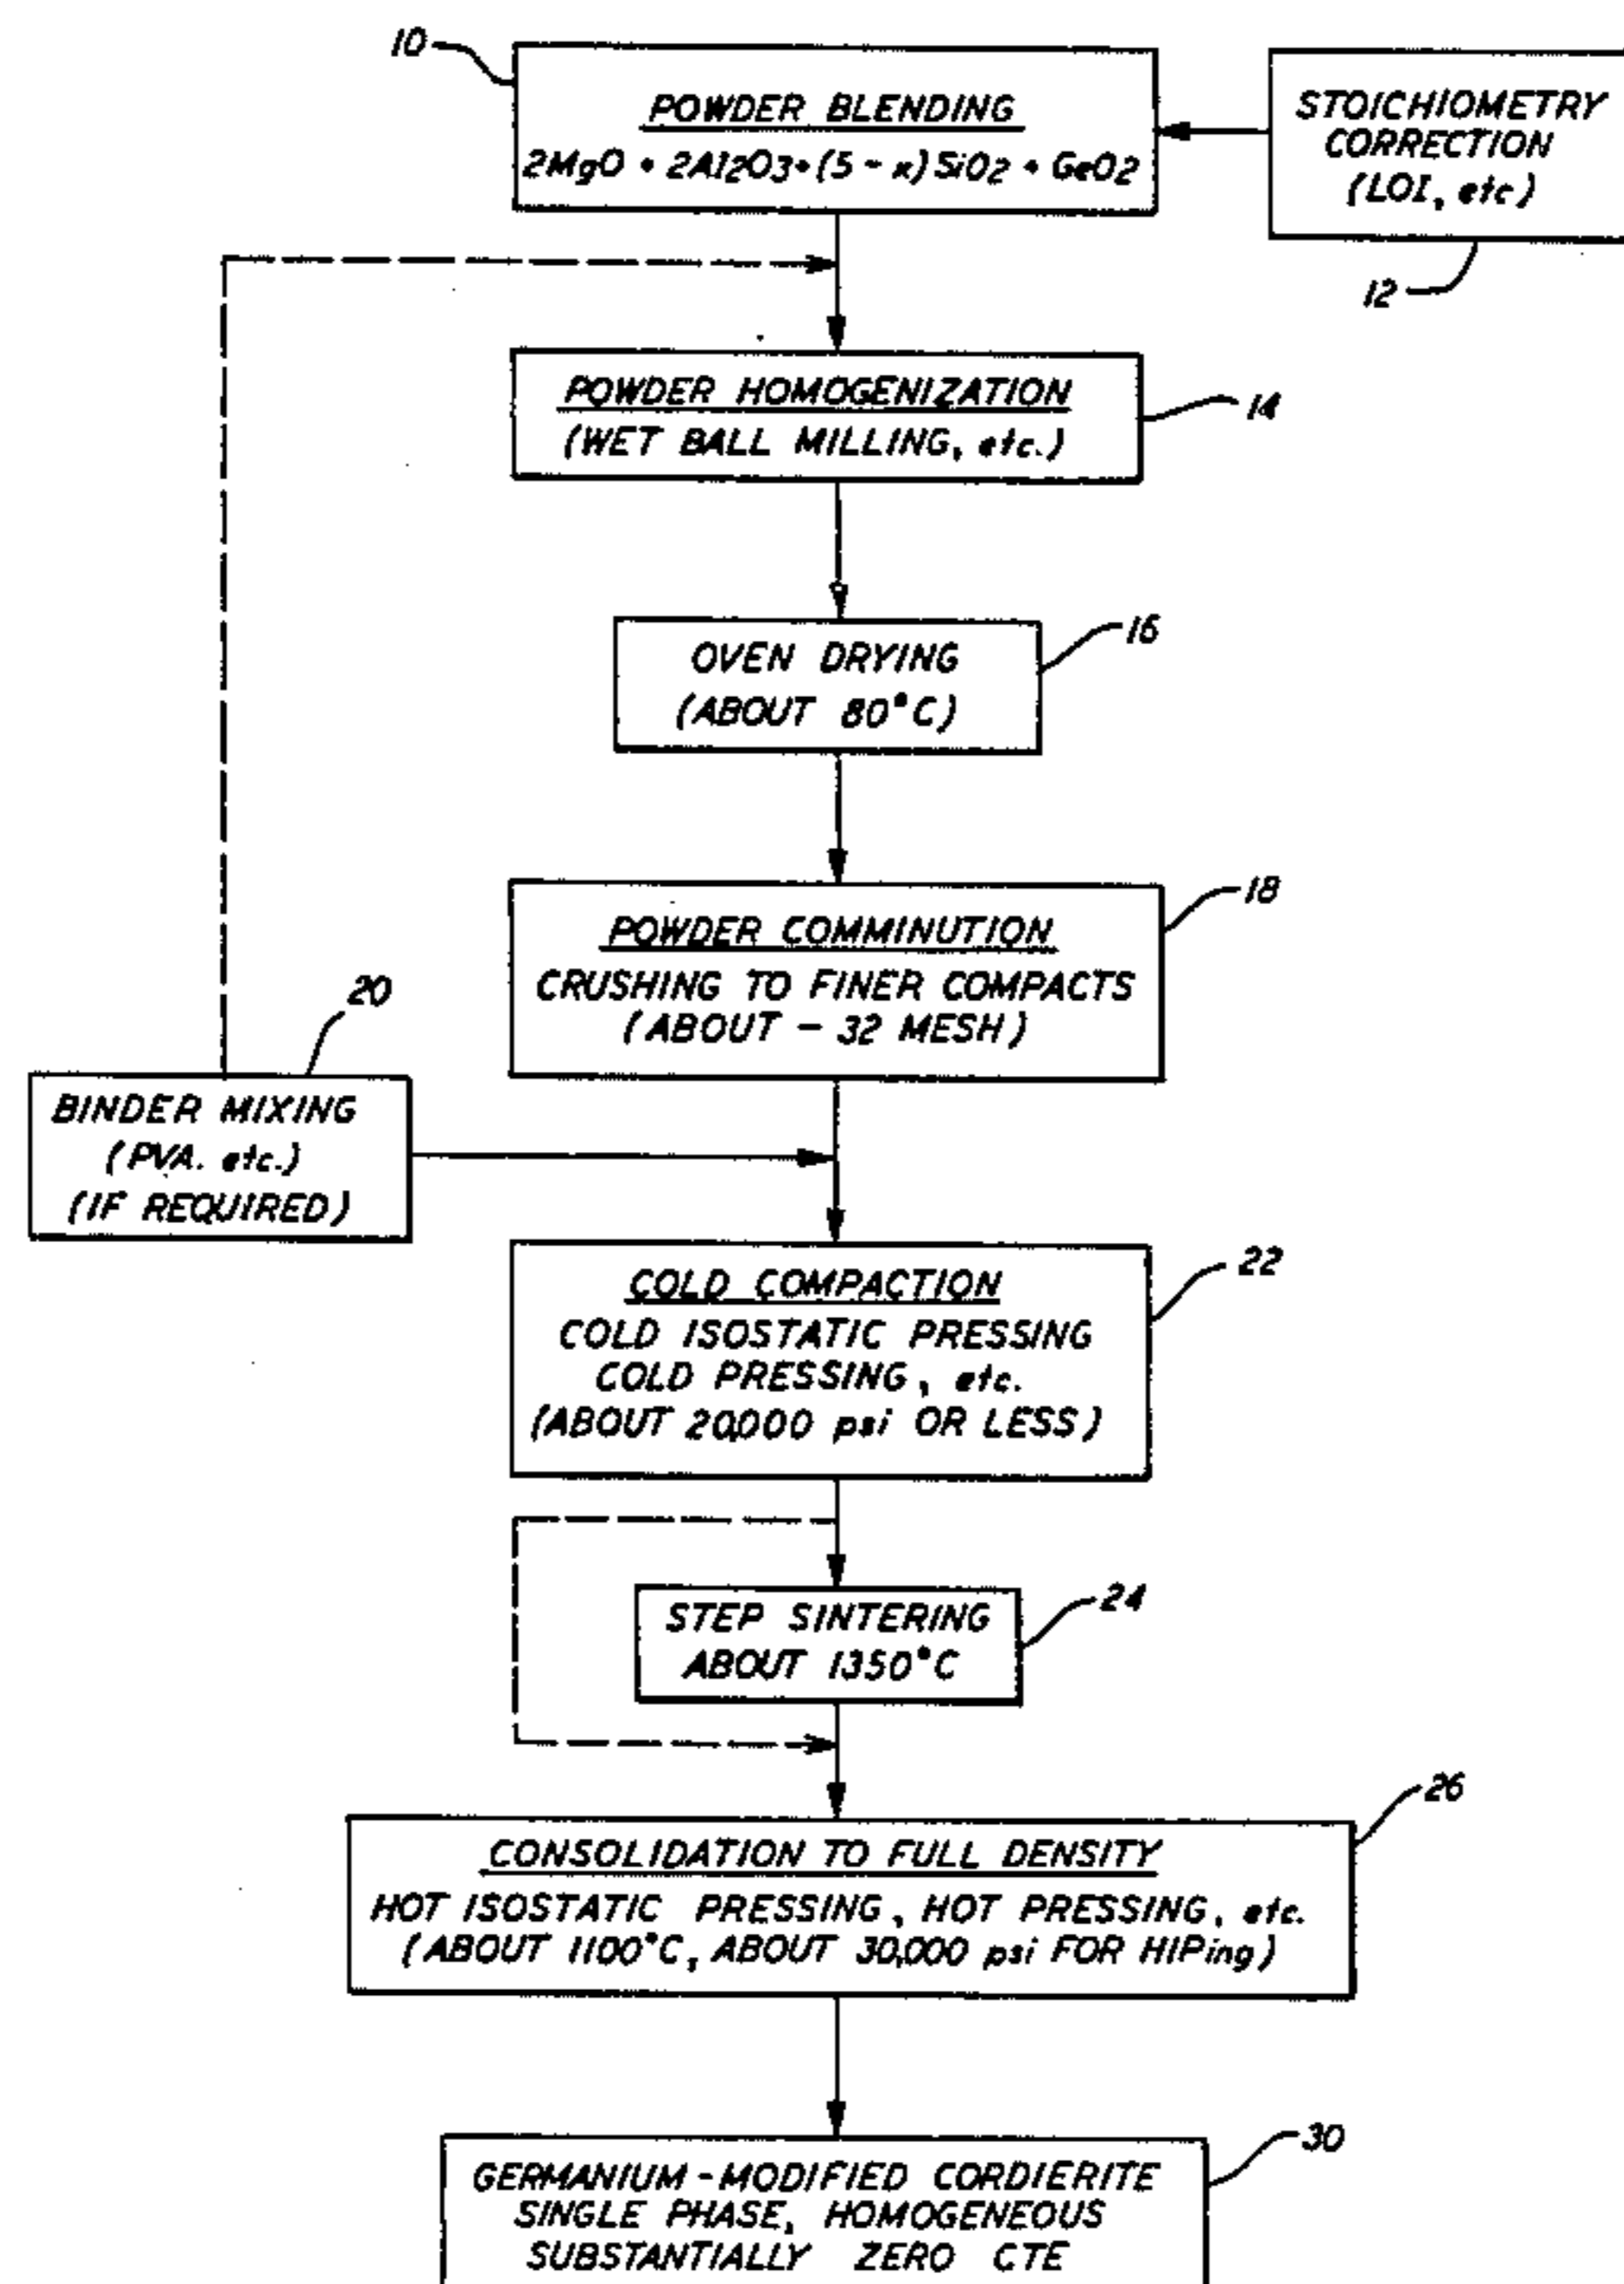 10
POWDER BLENDING
2MgO • 2Al2O3•(5 - x)SiO2 • GeO2
STOICHIOMETRY
CORRECTION
(LOI, etc)
12
POWDER HOMOGENIZATION
(WET BALL MILLING, etc.)
14
OVEN DRYING
(ABOUT 80°C)
16
POWDER COMMINUTION
CRUSHING TO FINER COMPACTS
(ABOUT - 32 MESH)
18
20
BINDER MIXING
(PVA. etc.)
(IF REQUIRED)
COLD COMPACTION
COLD ISOSTATIC PRESSING
COLD PRESSING, etc.
(ABOUT 20,000 psi OR LESS)
22
STEP SINTERING
ABOUT 1350°C
24
CONSOLIDATION TO FULL DENSITY
HOT ISOSTATIC PRESSING, HOT PRESSING, etc.
(ABOUT 1100°C, ABOUT 30,000 psi FOR HIPing)
26
GERMANIUM-MODIFIED CORDIERITE
SINGLE PHASE, HOMOGENEOUS
SUBSTANTIALLY ZERO CTE
30